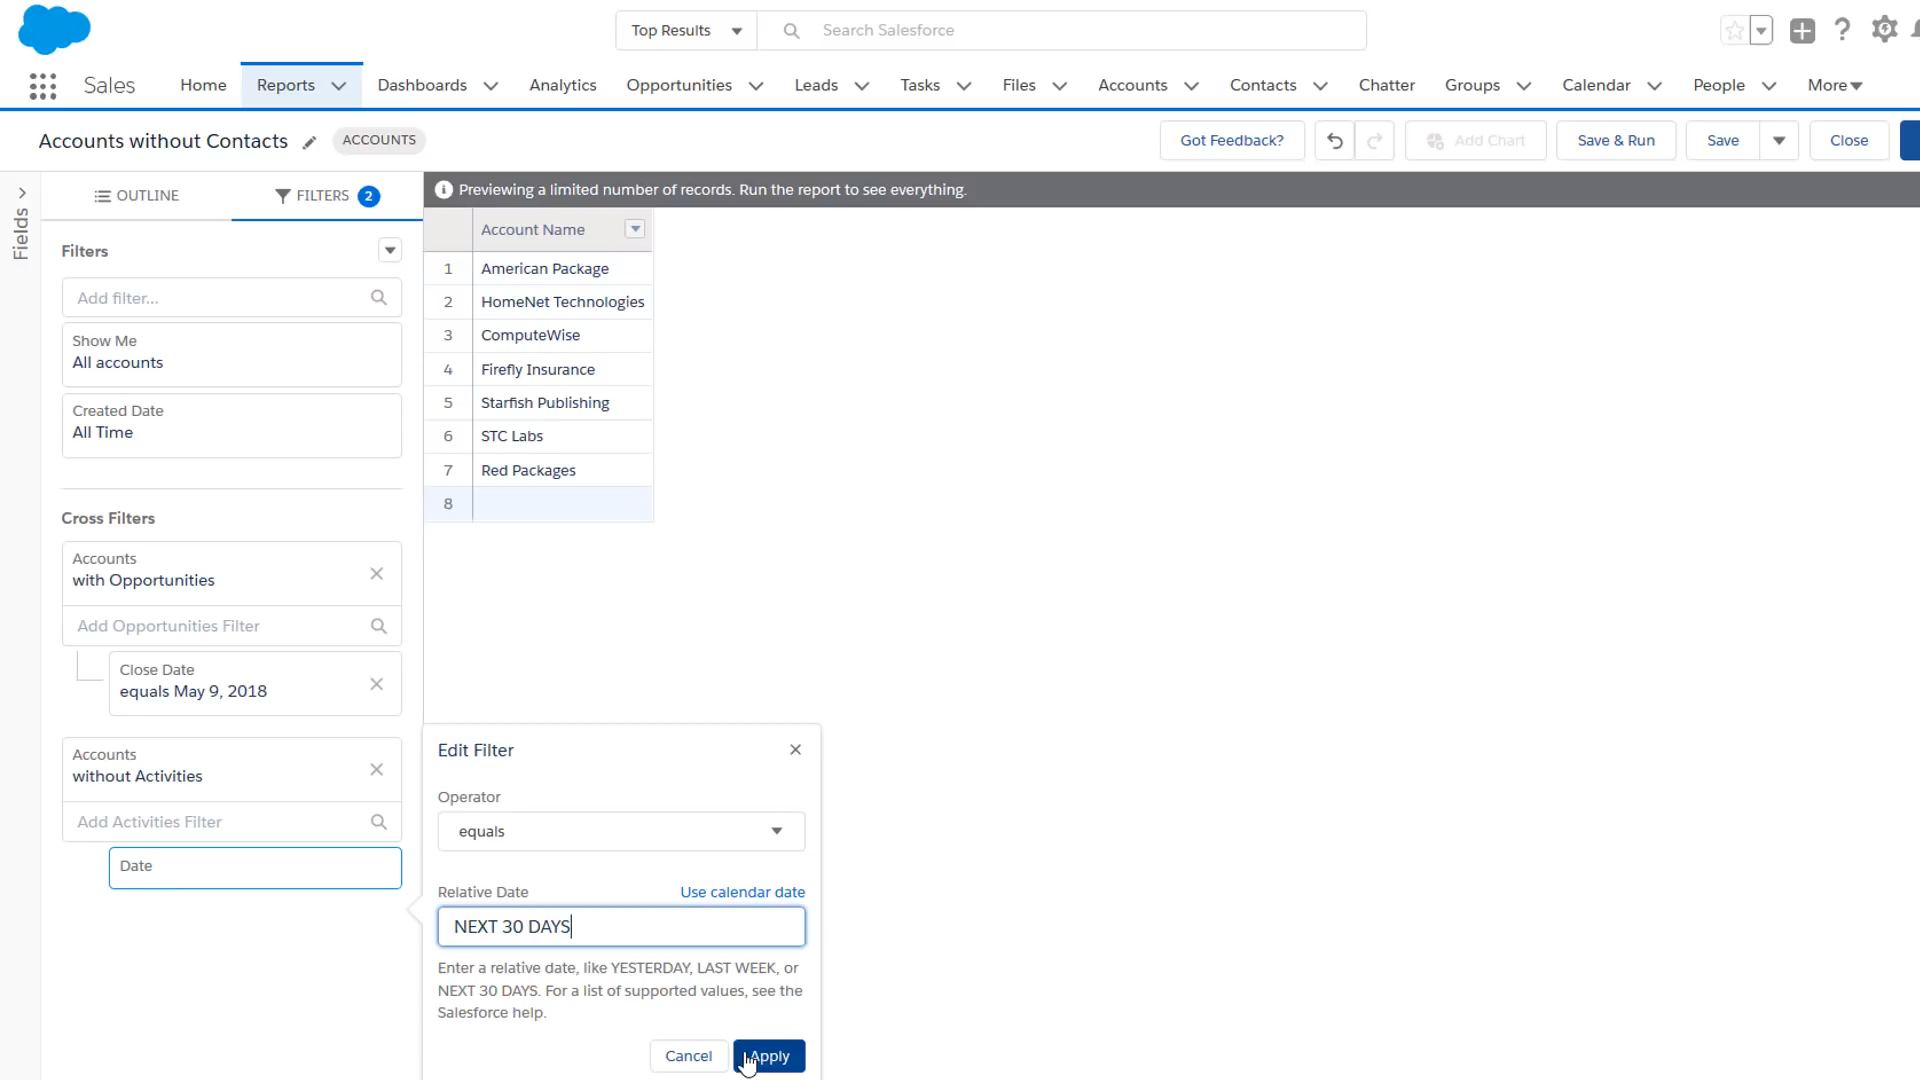 Top Results
Search Salesforce
Sales
Home
Reports
Dashboards
Analytics
Opportunities
Leads
Tasks
Files
Accounts
Contacts
Chatter
Groups
Calendar
People
More
Accounts without Contacts
ACCOUNTS
Got Feedback?
Add Chart
Save & Run
Save
Close
Fields
OUTLINE
FILTERS 2
Previewing a limited number of records. Run the report to see everything.
Filters
Add filter...
Show Me
All accounts
Created Date
All Time
Cross Filters
Accounts
with Opportunities
Add Opportunities Filter
Close Date
equals May 9, 2018
Accounts
without Activities
Add Activities Filter
Date
Account Name
1 American Package
2 HomeNet Technologies
3 ComputeWise
4 Firefly Insurance
5 Starfish Publishing
6 STC Labs
7 Red Packages
8
Edit Filter
Operator
equals
Relative Date
Use calendar date
NEXT 30 DAYS
Enter a relative date, like YESTERDAY, LAST WEEK, or
NEXT 30 DAYS. For a list of supported values, see the
Salesforce help.
Cancel
Apply